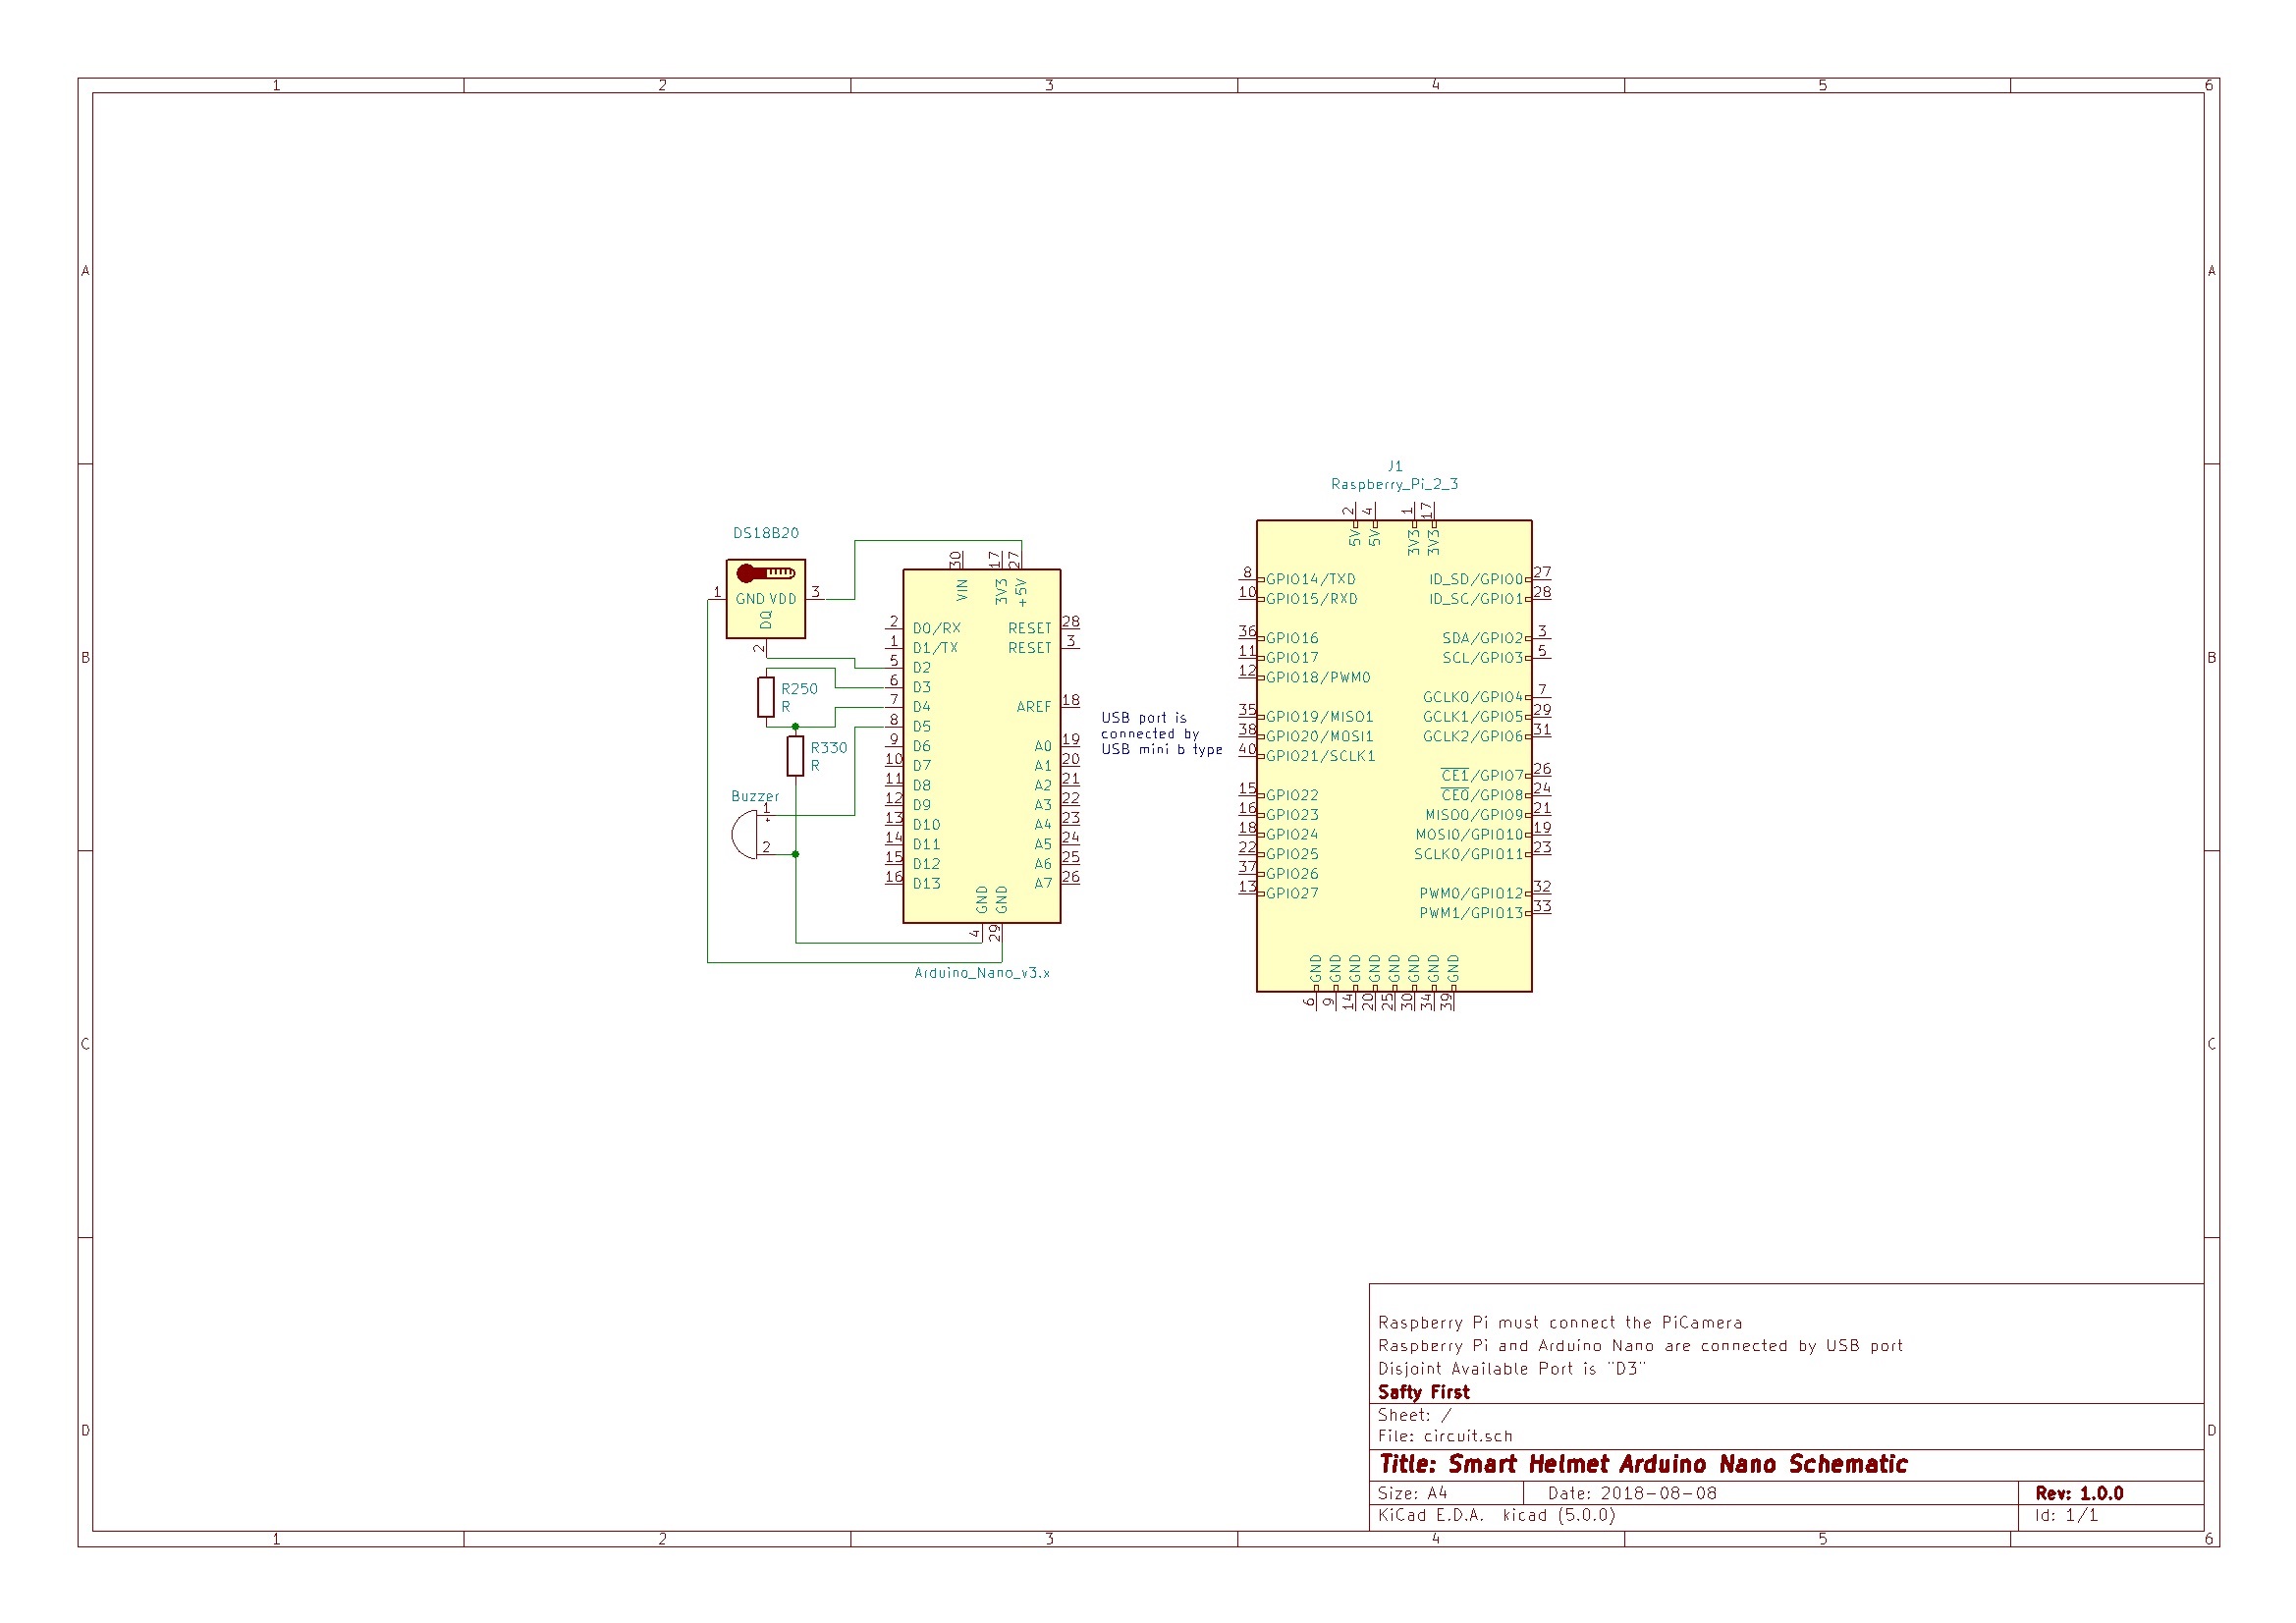 1 2 3 4 5 6
A
B
C
D
A
B
C
D
DS18B20
1
GND VDD
3
DQ
2
R250
R
R330
R
Buzzer
1
+
2
30
17
27
VIN
3V3
+5V
2 D0/RX
1 D1/TX
5 D2
6 D3
7 D4
8 D5
9 D6
10 D7
11 D8
12 D9
13 D10
14 D11
15 D12
16 D13
RESET 28
RESET 3
AREF 18
A0 19
A1 20
A2 21
A3 22
A4 23
A5 24
A6 25
A7 26
GND
GND
4
29
Arduino_Nano_v3.x
USB port is
connected by
USB mini b type
J1
Raspberry_Pi_2_3
2
4
1
17
5V
5V
3V3
3V3
8 GPIO14/TXD
10 GPIO15/RXD
36 GPIO16
11 GPIO17
12 GPIO18/PWM0
35 GPIO19/MISO1
38 GPIO20/MOSI1
40 GPIO21/SCLK1
15 GPIO22
16 GPIO23
18 GPIO24
22 GPIO25
37 GPIO26
13 GPIO27
ID_SD/GPIO0 27
ID_SC/GPIO1 28
SDA/GPIO2 3
SCL/GPIO3 5
GCLK0/GPIO4 7
GCLK1/GPIO5 29
GCLK2/GPIO6 31
CE1/GPIO7 26
CE0/GPIO8 24
MISO0/GPIO9 21
MOSI0/GPIO10 19
SCLK0/GPIO11 23
PWM0/GPIO12 32
PWM1/GPIO13 33
GND
GND
GND
GND
GND
GND
GND
GND
6
9
14
20
25
30
34
39
Raspberry Pi must connect the PiCamera
Raspberry Pi and Arduino Nano are connected by USB port
Disjoint Available Port is "D3"
Safty First
Sheet: /
File: circuit.sch
Title: Smart Helmet Arduino Nano Schematic
Size: A4 Date: 2018-08-08 Rev: 1.0.0
KiCad E.D.A. kicad (5.0.0) Id: 1/1
1 2 3 4 5 6